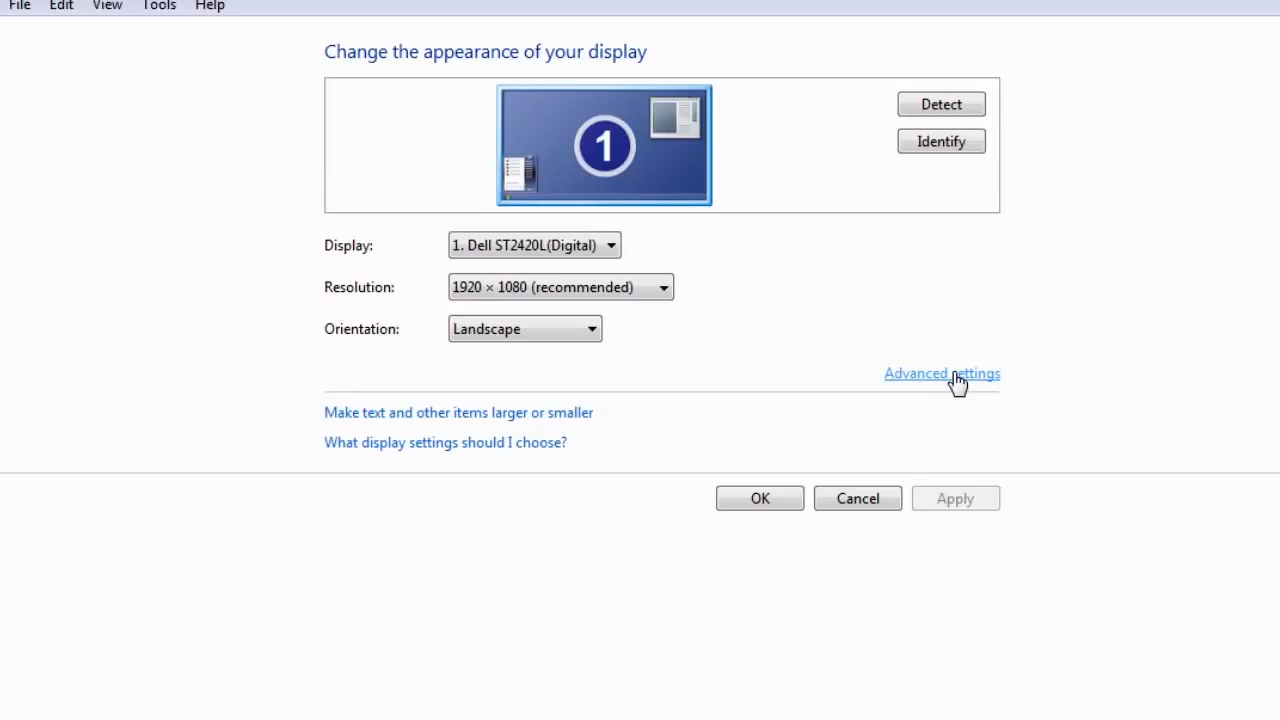 File Edit View Tools Help
Change the appearance of your display
1
Detect
Identify
Display: 1. Dell ST2420L(Digital)
Resolution: 1920 × 1080 (recommended)
Orientation: Landscape
Advanced settings
Make text and other items larger or smaller
What display settings should I choose?
OK Cancel Apply